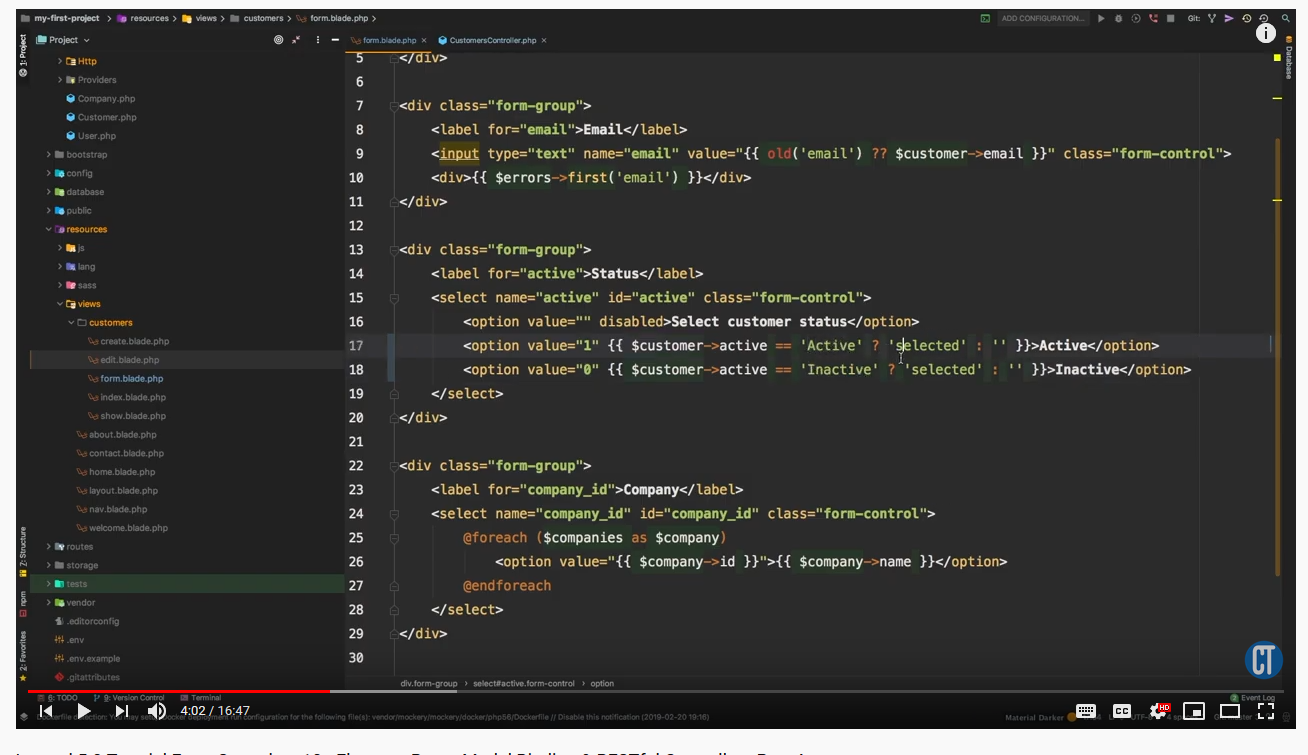 my-first-project > resources > views > customers > form.blade.php >
ADD CONFIGURATION...
Git:
Project
form.blade.php ×
CustomersController.php ×
1: Project
Database
Http
Providers
Company.php
Customer.php
User.php
bootstrap
config
database
public
resources
js
lang
sass
views
customers
create.blade.php
edit.blade.php
form.blade.php
index.blade.php
show.blade.php
about.blade.php
contact.blade.php
home.blade.php
layout.blade.php
nav.blade.php
welcome.blade.php
routes
storage
tests
vendor
.editorconfig
.env
.env.example
.gitattributes
Z: Structure
npm
2: Favorites
5 </div>
6
7 <div class="form-group">
8 <label for="email">Email</label>
9 <input type="text" name="email" value="{{ old('email') ?? $customer->email }}" class="form-control">
10 <div>{{ $errors->first('email') }}</div>
11 </div>
12
13 <div class="form-group">
14 <label for="active">Status</label>
15 <select name="active" id="active" class="form-control">
16 <option value="" disabled>Select customer status</option>
17 <option value="1" {{ $customer->active == 'Active' ? 'selected' : '' }}>Active</option>
18 <option value="0" {{ $customer->active == 'Inactive' ? 'selected' : '' }}>Inactive</option>
19 </select>
20 </div>
21
22 <div class="form-group">
23 <label for="company_id">Company</label>
24 <select name="company_id" id="company_id" class="form-control">
25 @foreach ($companies as $company)
26 <option value="{{ $company->id }}">{{ $company->name }}</option>
27 @endforeach
28 </select>
29 </div>
30
CT
div.form-group > select#active.form-control > option
6: TODO 9: Version Control Terminal
Event Log
4:02 / 16:47
CC
HD
Dockerfile detection: You may setup docker deployment run configuration for the following file(s): vendor/mockery/mockery/docker/php56/Dockerfile // Disable this notification (2019-02-20 19:16)
Material Darker